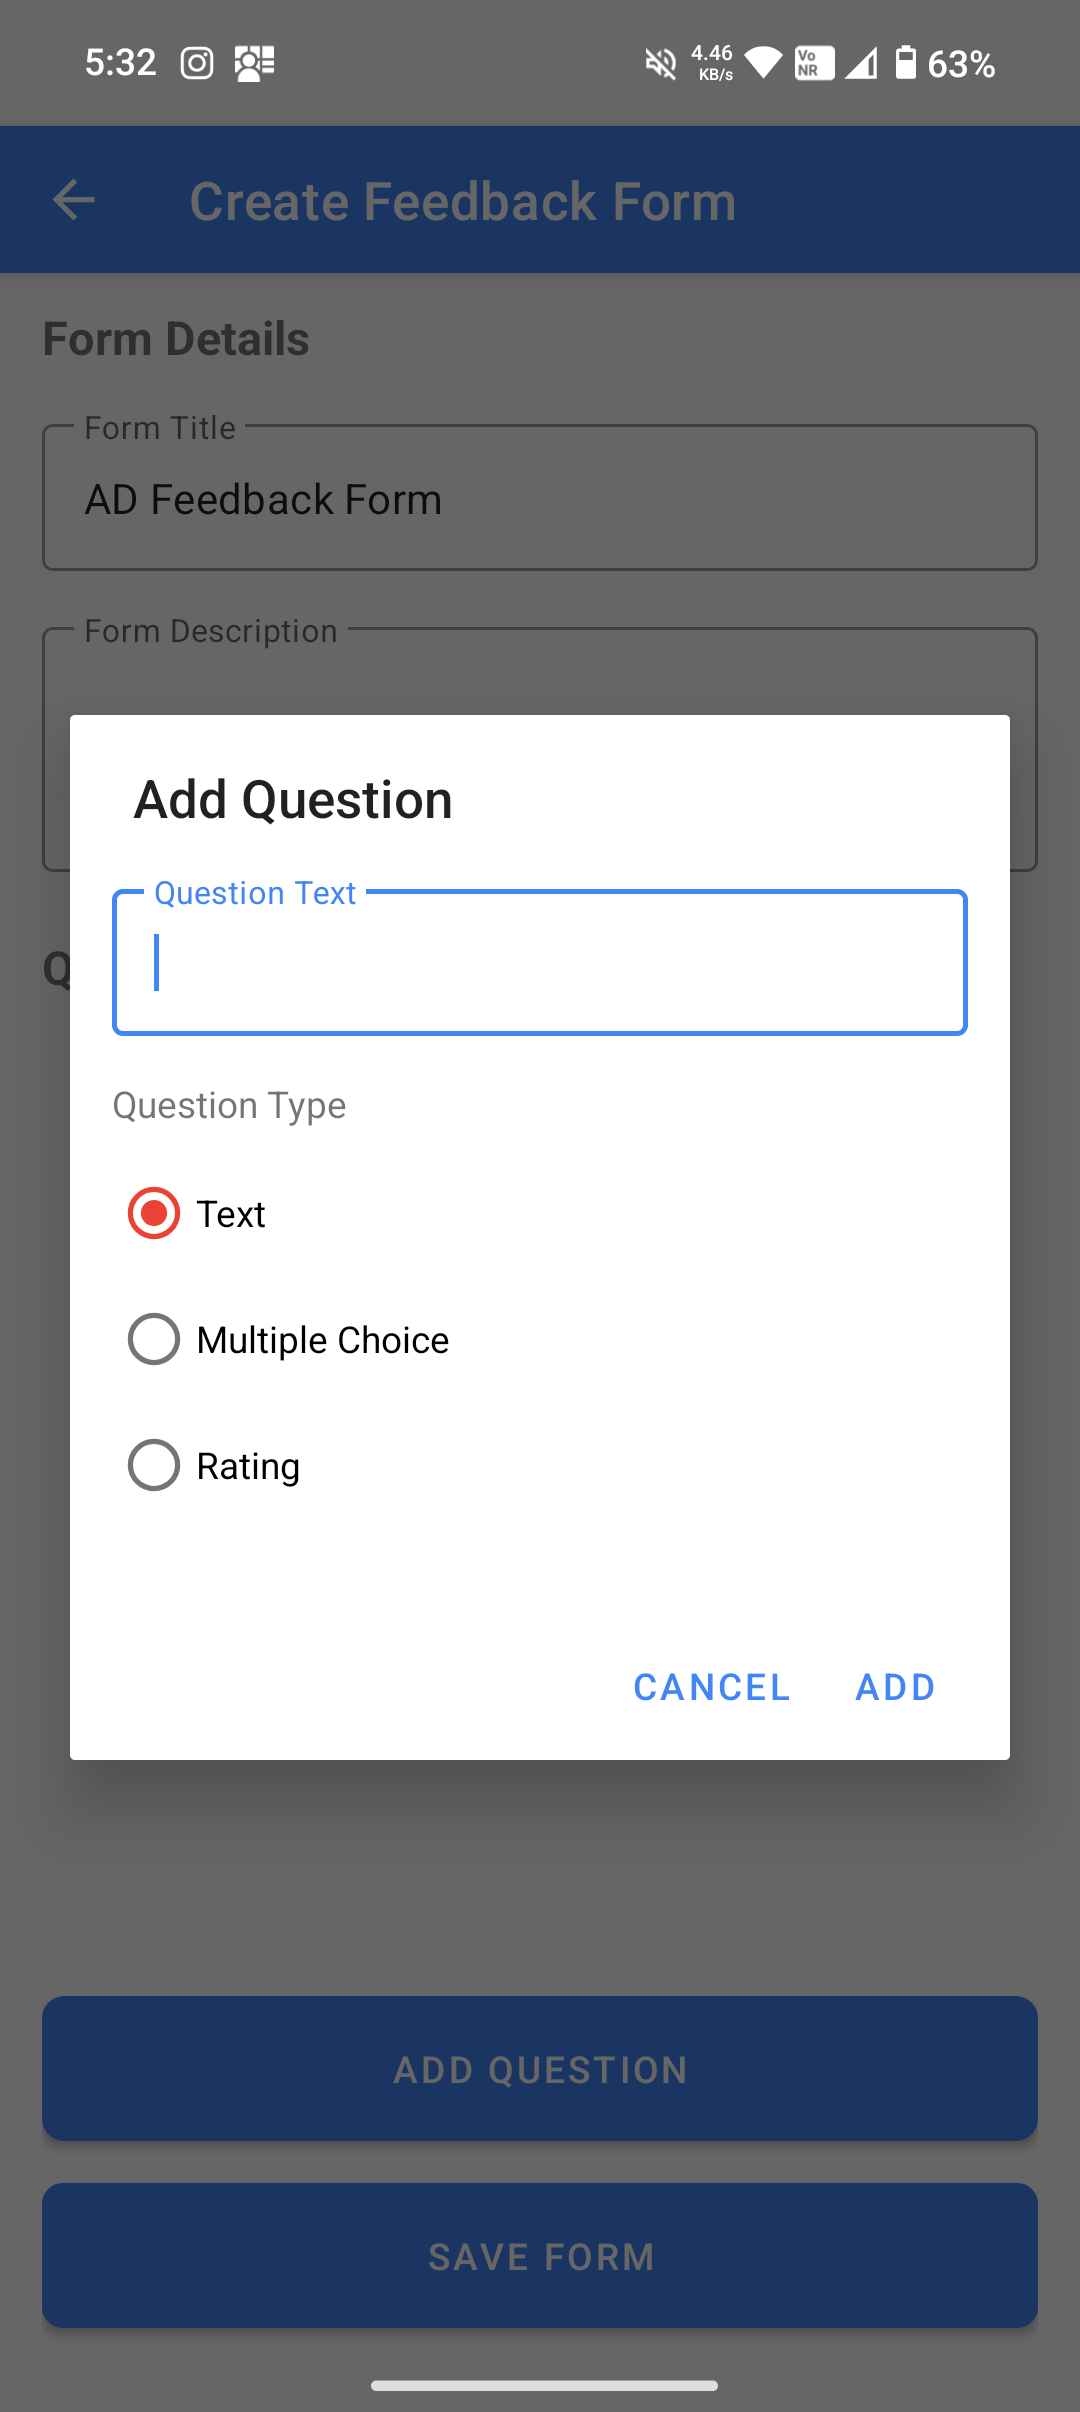 5:32 4.46 KB/s Vo NR 63%
Create Feedback Form
Form Details
Form Title
AD Feedback Form
Form Description
Add Question
Question Text
Q
Question Type
Text
Multiple Choice
Rating
CANCEL ADD
ADD QUESTION
SAVE FORM